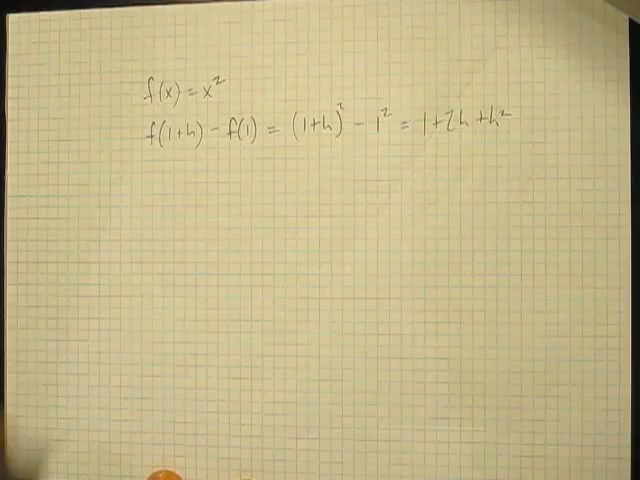 f(x) = x²
f(1+h) - f(1) = (1+h)² - 1² = 1+2h+h²